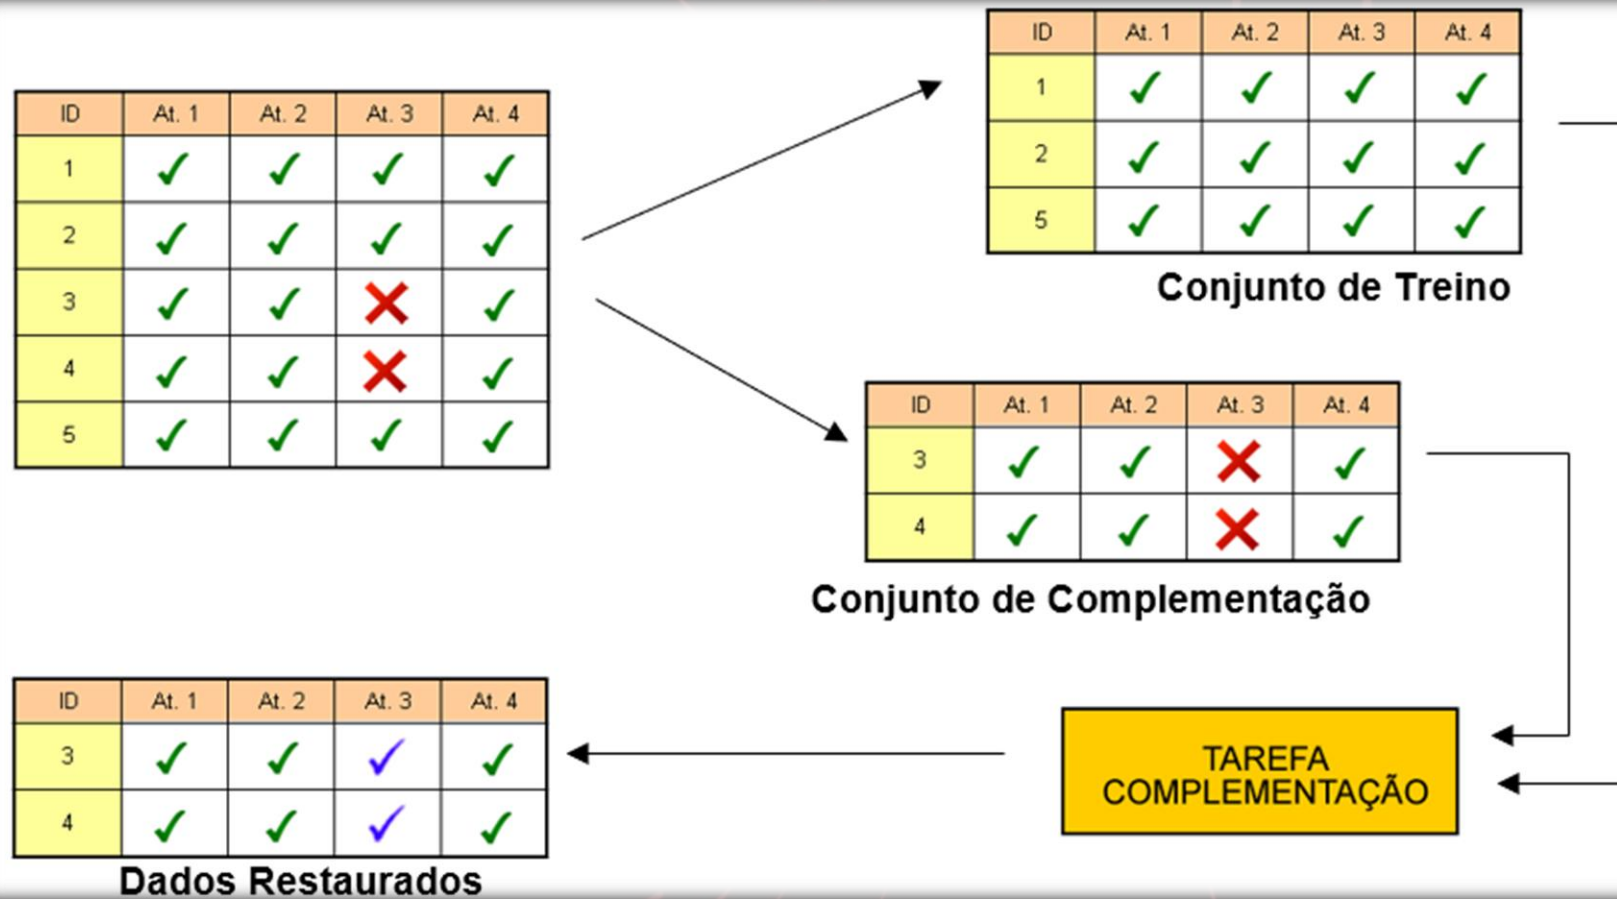 ID At. 1 At. 2 At. 3 At. 4
1
2
3
4
5
ID At. 1 At. 2 At. 3 At. 4
1
2
5
Conjunto de Treino
ID At. 1 At. 2 At. 3 At. 4
3
4
Conjunto de Complementação
TAREFA
COMPLEMENTAÇÃO
ID At. 1 At. 2 At. 3 At. 4
3
4
Dados Restaurados